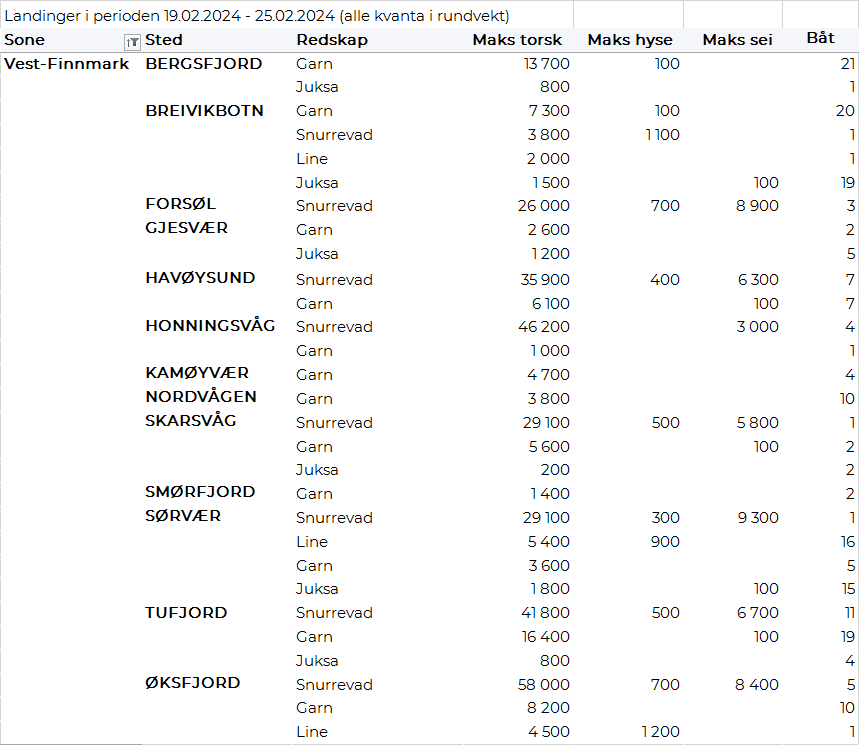 Landinger i perioden 19.02.2024 - 25.02.2024 (alle kvanta i rundvekt)
Sone Sted Redskap Maks torsk Maks hyse Maks sei Båt
Vest-Finnmark BERGSFJORD Garn 13 700 100 21
Juksa 800 1
BREIVIKBOTN Garn 7 300 100 20
Snurrevad 3 800 1 100 1
Line 2 000 1
Juksa 1 500 100 19
FORSØL Snurrevad 26 000 700 8 900 3
GJESVÆR Garn 2 600 2
Juksa 1 200 5
HAVØYSUND Snurrevad 35 900 400 6 300 7
Garn 6 100 100 7
HONNINGSVÅG Snurrevad 46 200 3 000 4
Garn 1 000 1
KAMØYVÆR Garn 4 700 4
NORDVÅGEN Garn 3 800 10
SKARSVÅG Snurrevad 29 100 500 5 800 1
Garn 5 600 100 2
Juksa 200 2
SMØRFJORD Garn 1 400 2
SØRVÆR Snurrevad 29 100 300 9 300 1
Line 5 400 900 16
Garn 3 600 5
Juksa 1 800 100 15
TUFJORD Snurrevad 41 800 500 6 700 11
Garn 16 400 100 19
Juksa 800 4
ØKSFJORD Snurrevad 58 000 700 8 400 5
Garn 8 200 10
Line 4 500 1 200 1